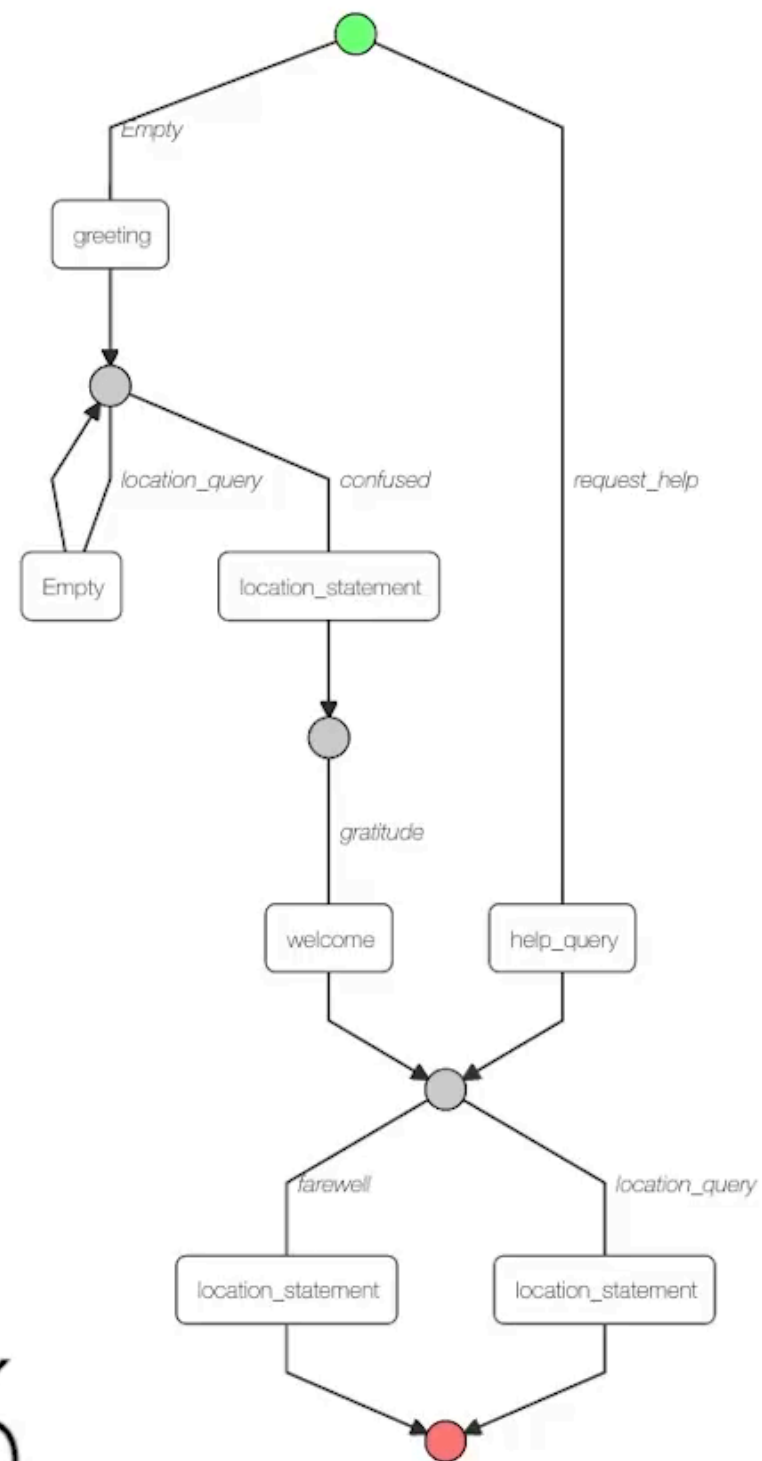 Empty
greeting
location_query
confused
request_help
Empty
location_statement
gratitude
welcome
help_query
farewell
location_query
location_statement
location_statement